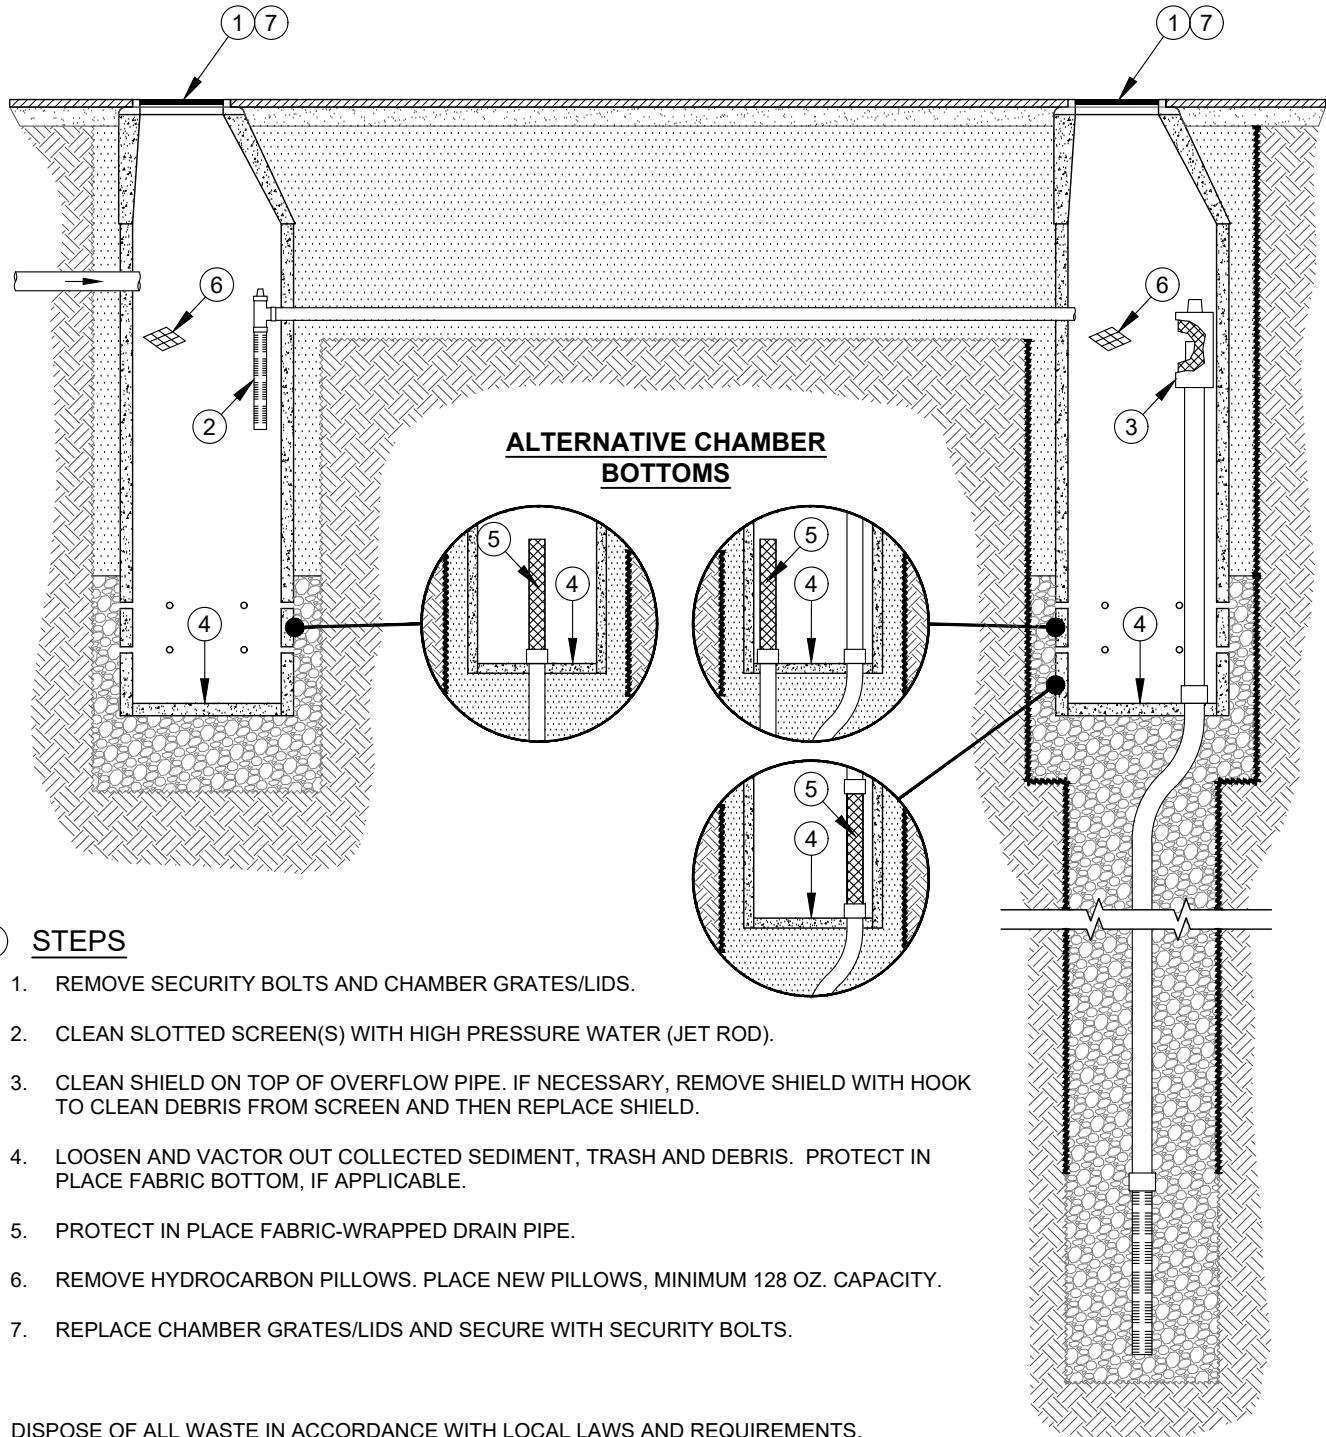 1 7
1 7
6
6
2
3
ALTERNATIVE CHAMBER
BOTTOMS
5
4
5
4
4
4
5
4
STEPS
1. REMOVE SECURITY BOLTS AND CHAMBER GRATES/LIDS.
2. CLEAN SLOTTED SCREEN(S) WITH HIGH PRESSURE WATER (JET ROD).
3. CLEAN SHIELD ON TOP OF OVERFLOW PIPE. IF NECESSARY, REMOVE SHIELD WITH HOOK
TO CLEAN DEBRIS FROM SCREEN AND THEN REPLACE SHIELD.
4. LOOSEN AND VACTOR OUT COLLECTED SEDIMENT, TRASH AND DEBRIS. PROTECT IN
PLACE FABRIC BOTTOM, IF APPLICABLE.
5. PROTECT IN PLACE FABRIC-WRAPPED DRAIN PIPE.
6. REMOVE HYDROCARBON PILLOWS. PLACE NEW PILLOWS, MINIMUM 128 OZ. CAPACITY.
7. REPLACE CHAMBER GRATES/LIDS AND SECURE WITH SECURITY BOLTS.
DISPOSE OF ALL WASTE IN ACCORDANCE WITH LOCAL LAWS AND REQUIREMENTS.